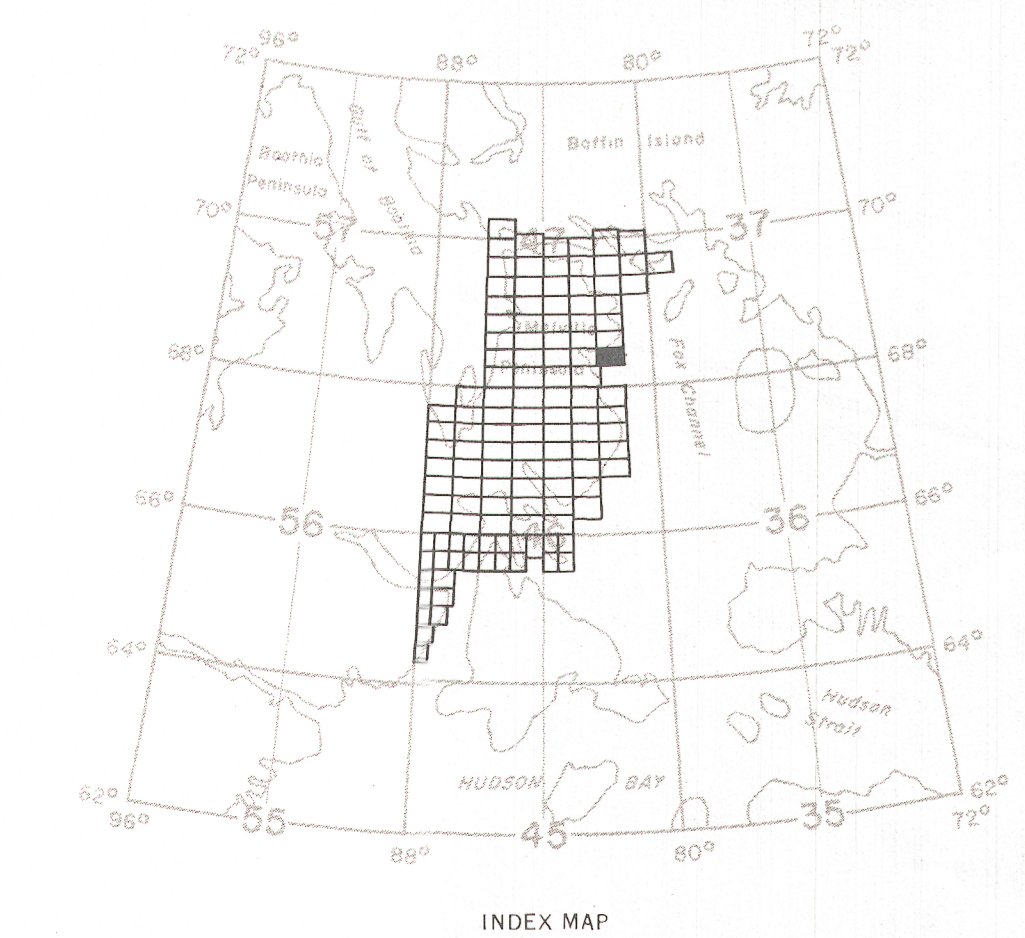 96° 72°
72° 88° 80° 72°
Gulf of Boothia
Baffin Island
Boothia
Peninsula
70° 57 47 37 70°
Melville
Peninsula
68° 68°
Fox Channel
66° 56 46 36 66°
64° 64°
Hudson
Strait
HUDSON BAY
62° 62°
96° 55 45 35 72°
88° 80°
INDEX MAP